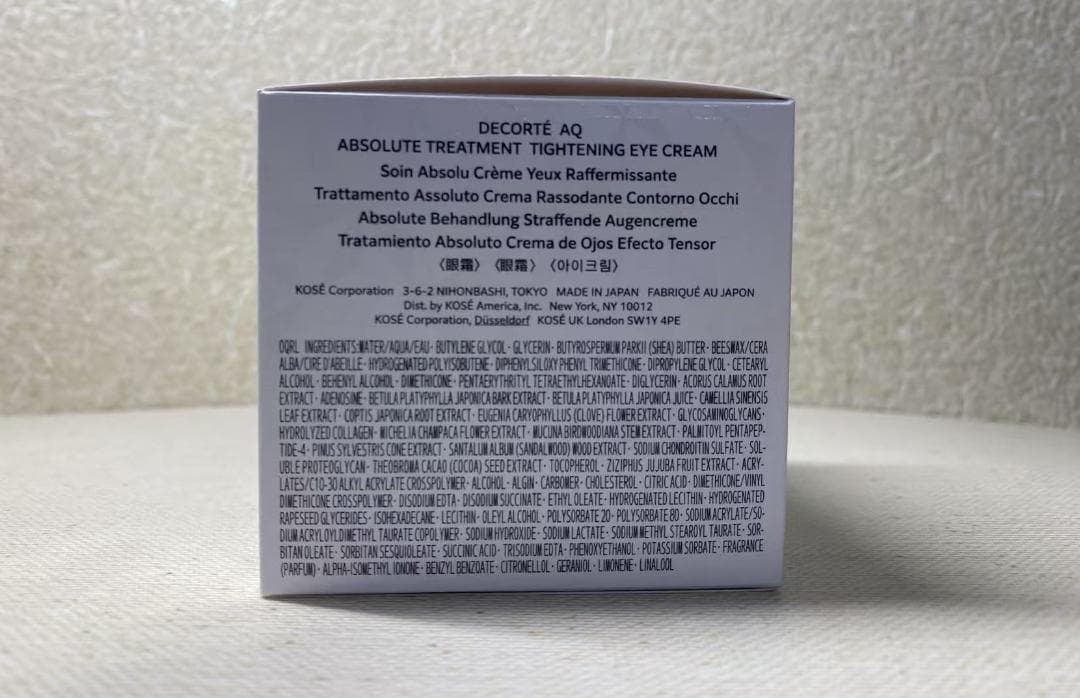 DECORTÉ AQ
ABSOLUTE TREATMENT TIGHTENING EYE CREAM
Soin Absolu Crème Yeux Raffermissante
Trattamento Assoluto Crema Rassodante Contorno Occhi
Absolute Behandlung Straffende Augencreme
Tratamiento Absoluto Crema de Ojos Efecto Tensor
〈眼霜〉〈眼霜〉〈아이크림〉
KOSÉ Corporation 3-6-2 NIHONBASHI, TOKYO MADE IN JAPAN FABRIQUÉ AU JAPON
Dist. by KOSÉ America, Inc. New York, NY 10012
KOSÉ Corporation, Düsseldorf KOSÉ UK London SW1Y 4PE
OQRL INGREDIENTS:WATER/AQUA/EAU· BUTYLENE GLYCOL· GLYCERIN· BUTYROSPERMUM PARKII (SHEA) BUTTER· BEESWAX/CERA
ALBA/CIRE D'ABEILLE· HYDROGENATED POLYISOBUTENE· DIPHENYLSILOXY PHENYL TRIMETHICONE· DIPROPYLENE GLYCOL· CETEARYL
ALCOHOL· BEHENYL ALCOHOL· DIMETHICONE· PENTAERYTHRITYL TETRAETHYLHEXANOATE· DIGLYCERIN· ACORUS CALAMUS ROOT
EXTRACT· ADENOSINE· BETULA PLATYPHYLLA JAPONICA BARK EXTRACT· BETULA PLATYPHYLLA JAPONICA JUICE· CAMELLIA SINENSIS
LEAF EXTRACT· COPTIS JAPONICA ROOT EXTRACT· EUGENIA CARYOPHYLLUS (CLOVE) FLOWER EXTRACT· GLYCOSAMINOGLYCANS·
HYDROLYZED COLLAGEN· MICHELIA CHAMPACA FLOWER EXTRACT· MUCUNA BIRDWOODIANA STEM EXTRACT· PALMITOYL PENTAPEP-
TIDE-4· PINUS SYLVESTRIS CONE EXTRACT· SANTALUM ALBUM (SANDALWOOD) WOOD EXTRACT· SODIUM CHONDROITIN SULFATE· SOL-
UBLE PROTEOGLYCAN· THEOBROMA CACAO (COCOA) SEED EXTRACT· TOCOPHEROL· ZIZIPHUS JUJUBA FRUIT EXTRACT· ACRY-
LATES/C10-30 ALKYL ACRYLATE CROSSPOLYMER· ALCOHOL· ALGIN· CARBOMER· CHOLESTEROL· CITRIC ACID· DIMETHICONE/VINYL
DIMETHICONE CROSSPOLYMER· DISODIUM EDTA· DISODIUM SUCCINATE· ETHYL OLEATE· HYDROGENATED LECITHIN· HYDROGENATED
RAPESEED GLYCERIDES· ISOHEXADECANE· LECITHIN· OLEYL ALCOHOL· POLYSORBATE 20· POLYSORBATE 80· SODIUM ACRYLATE/SO-
DIUM ACRYLOYLDIMETHYL TAURATE COPOLYMER· SODIUM HYDROXIDE· SODIUM LACTATE· SODIUM METHYL STEAROYL TAURATE· SOR-
BITAN OLEATE· SORBITAN SESQUIOLEATE· SUCCINIC ACID· TRISODIUM EDTA· PHENOXYETHANOL· POTASSIUM SORBATE· FRAGRANCE
(PARFUM)· ALPHA-ISOMETHYL IONONE· BENZYL BENZOATE· CITRONELLOL· GERANIOL· LIMONENE· LINALOOL